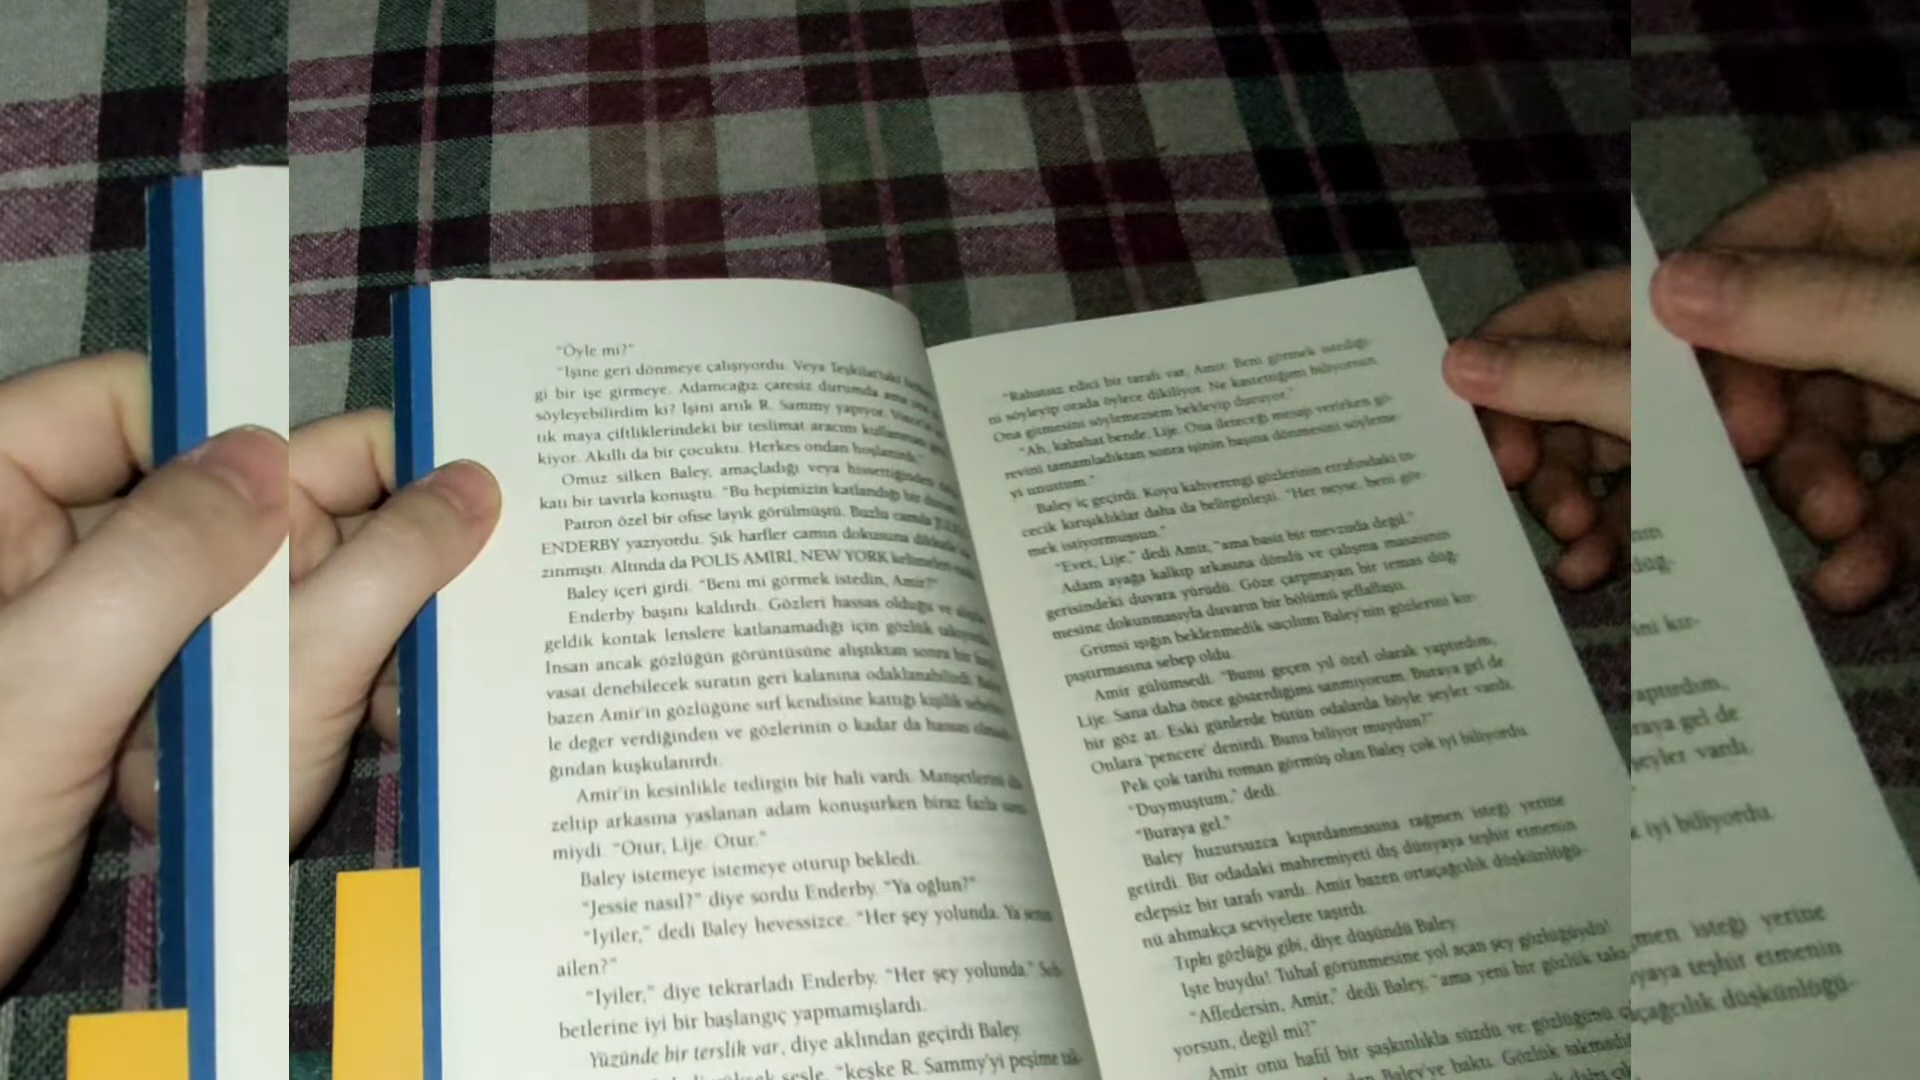 "Öyle mi?"
"İşine geri dönmeye çalışıyordu. Veya Teşkilat'taki
gi bir işe girmeye. Adamcağız çaresiz durumda ama
söyleyebilirdim ki? İşini artık R. Sammy yapıyor.
tık maya çiftliklerindeki bir teslimat aracını kullanması
kıyor. Akıllı da bir çocuktu. Herkes ondan hoşlanırdı."
Omuz silken Baley, amaçladığı veya hissettiğinden
katı bir tavırla konuştu. "Bu hepimizin katlandığı bir
Patron özel bir ofise layık görülmüştü. Buzlu camda
ENDERBY yazıyordu. Şık harfler camın dokusuna dikkatle
zınmıştı. Altında da POLİS AMİRİ, NEW YORK kelimeleri
Baley içeri girdi. "Beni mi görmek istedin, Amir?"
Enderby başını kaldırdı. Gözleri hassas olduğu ve
geldik kontak lenslere katlanamadığı için gözlük
İnsan ancak gözlüğün görüntüsüne alıştıktan sonra bir
vasat denebilecek suratın geri kalanına odaklanabilirdi.
bazen Amir'in gözlüğüne sırf kendisine kattığı kişilik
le değer verdiğinden ve gözlerinin o kadar da hassas
ğından kuşkulanırdı.
Amir'in kesinlikle tedirgin bir hali vardı. Manşetlerini
zeltip arkasına yaslanan adam konuşurken biraz fazla
miydi. "Otur, Lije. Otur."
Baley istemeye istemeye oturup bekledi.
"Jessie nasıl?" diye sordu Enderby. "Ya oğlun?"
"İyiler," dedi Baley hevessizce. "Her şey yolunda. Ya senin
ailen?"
"İyiler," diye tekrarladı Enderby. "Her şey yolunda."
betlerine iyi bir başlangıç yapmamışlardı.
Yüzünde bir terslik var, diye aklından geçirdi Baley.
sesle, "keşke R. Sammy'yi peşime
"Rahatsız edici bir tarafı var, Amir. Beni görmek istediği-
ni söyleyip orada öylece dikiliyor. Ne kastettiğimi biliyorsun.
Ona gitmesini söylemezsem bekleyip duruyor."
"Ah, kabahat bende, Lije. Ona ileteceği mesajı verirken gö-
revini tamamladıktan sonra işinin başına dönmesini söyleme-
yi unuttum."
Baley iç geçirdi. Koyu kahverengi gözlerinin etrafındaki in-
cecik kırışıklıklar daha da belirginleşti. "Her neyse, beni gör-
mek istiyormuşsun."
"Evet, Lije," dedi Amir, "ama basit bir mevzuda değil."
Adam ayağa kalkıp arkasına döndü ve çalışma masasının
gerisindeki duvara yürüdü. Göze çarpmayan bir temas düğ-
mesine dokunmasıyla duvarın bir bölümü şeffaflaştı.
Grimsi ışığın beklenmedik saçılımı Baley'nin gözlerini kır-
pıştırmasına sebep oldu.
Amir gülümsedi. "Bunu geçen yıl özel olarak yaptırdım,
Lije. Sana daha önce gösterdiğimi sanmıyorum. Buraya gel de
bir göz at. Eski günlerde bütün odalarda böyle şeyler vardı.
Onlara 'pencere' denirdi. Bunu biliyor muydun?"
Pek çok tarihi roman görmüş olan Baley çok iyi biliyordu.
"Duymuştum," dedi.
"Buraya gel."
Baley huzursuzca kıpırdanmasına rağmen isteği yerine
getirdi. Bir odadaki mahremiyeti dış dünyaya teşhir etmenin
edepsiz bir tarafı vardı. Amir bazen ortaçağcılık düşkünlüğü-
nü ahmakça seviyelere taşırdı.
Tıpkı gözlüğü gibi, diye düşündü Baley.
İşte buydu! Tuhaf görünmesine yol açan şey gözlüğüydü!
"Affedersin, Amir," dedi Baley, "ama yeni bir gözlük
yorsun, değil mi?"
Amir onu hafif bir şaşkınlıkla süzdü ve gözlüğünü
Baley'ye baktı. Gözlük